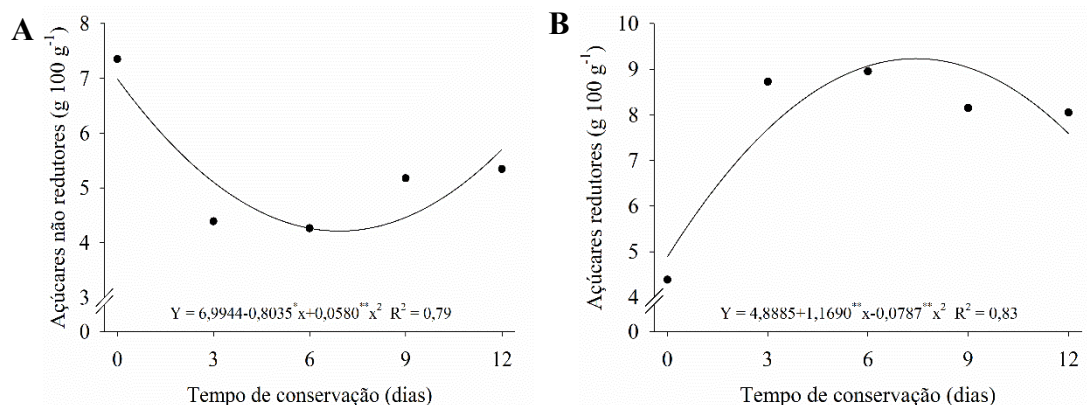 A
Açúcares não redutores (g 100 g⁻¹)
8
7
6
5
4
3
0
Y = 6,9944-0,8035*x+0,0580**x² R² = 0,79
0 3 6 9 12
Tempo de conservação (dias)
B
Açúcares redutores (g 100 g⁻¹)
10
9
8
7
6
5
4
0
Y = 4,8885+1,1690**x-0,0787**x² R² = 0,83
0 3 6 9 12
Tempo de conservação (dias)